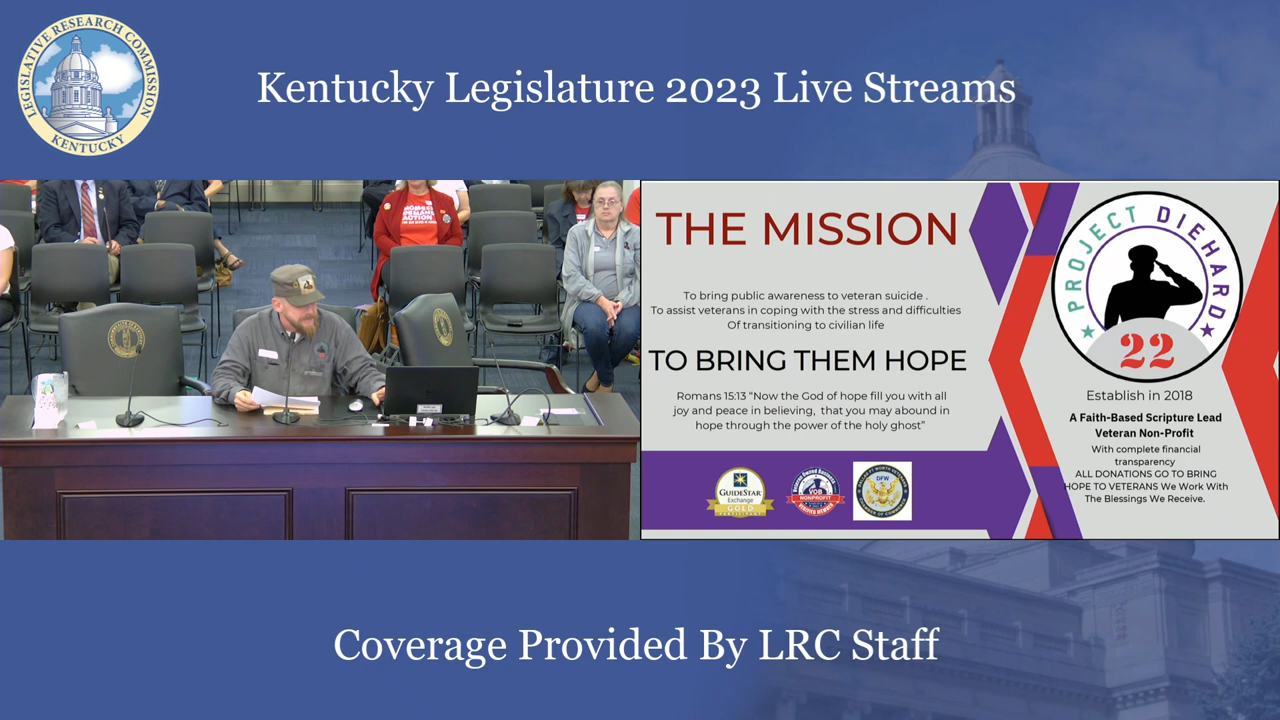 LEGISLATIVE RESEARCH COMMISSION
KENTUCKY
Kentucky Legislature 2023 Live Streams
MOMS
DEMAND
ACTION
THE MISSION
To bring public awareness to veteran suicide .
To assist veterans in coping with the stress and difficulties
Of transitioning to civilian life
TO BRING THEM HOPE
Romans 15:13 “Now the God of hope fill you with all
joy and peace in believing, that you may abound in
hope through the power of the holy ghost”
GUIDESTAR
Exchange
GOLD
VOB
NONPROFIT
DFW
PROJECT DIEHARD
22
Establish in 2018
A Faith-Based Scripture Lead
Veteran Non-Profit
With complete financial
transparency
ALL DONATIONS GO TO BRING
HOPE TO VETERANS We Work With
The Blessings We Receive.
Coverage Provided By LRC Staff